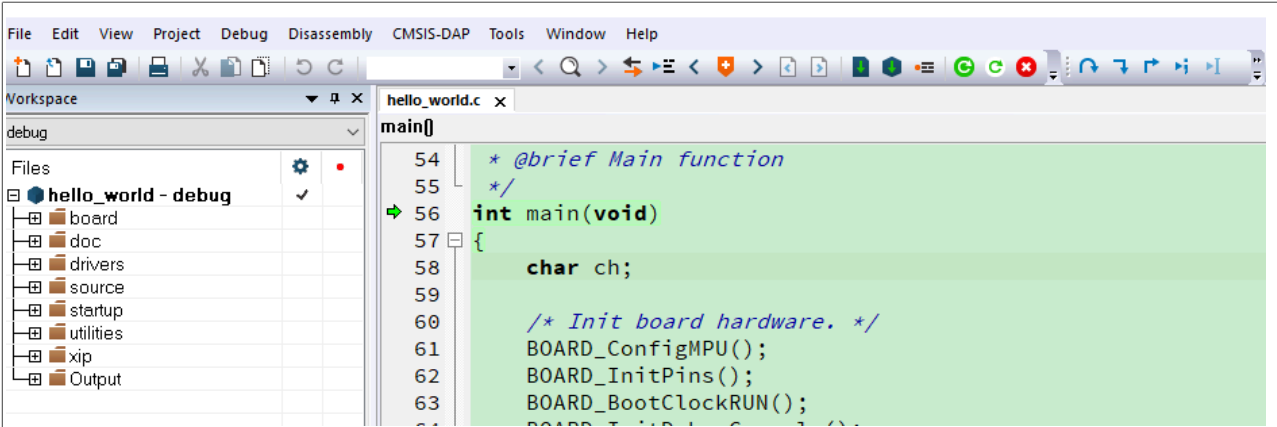 File Edit View Project Debug Disassembly CMSIS-DAP Tools Window Help
Workspace
debug
Files
hello_world - debug
board
doc
drivers
source
startup
utilities
xip
Output
hello_world.c
main()
54 * @brief Main function
55 */
56 int main(void)
57 {
58 char ch;
59
60 /* Init board hardware. */
61 BOARD_ConfigMPU();
62 BOARD_InitPins();
63 BOARD_BootClockRUN();